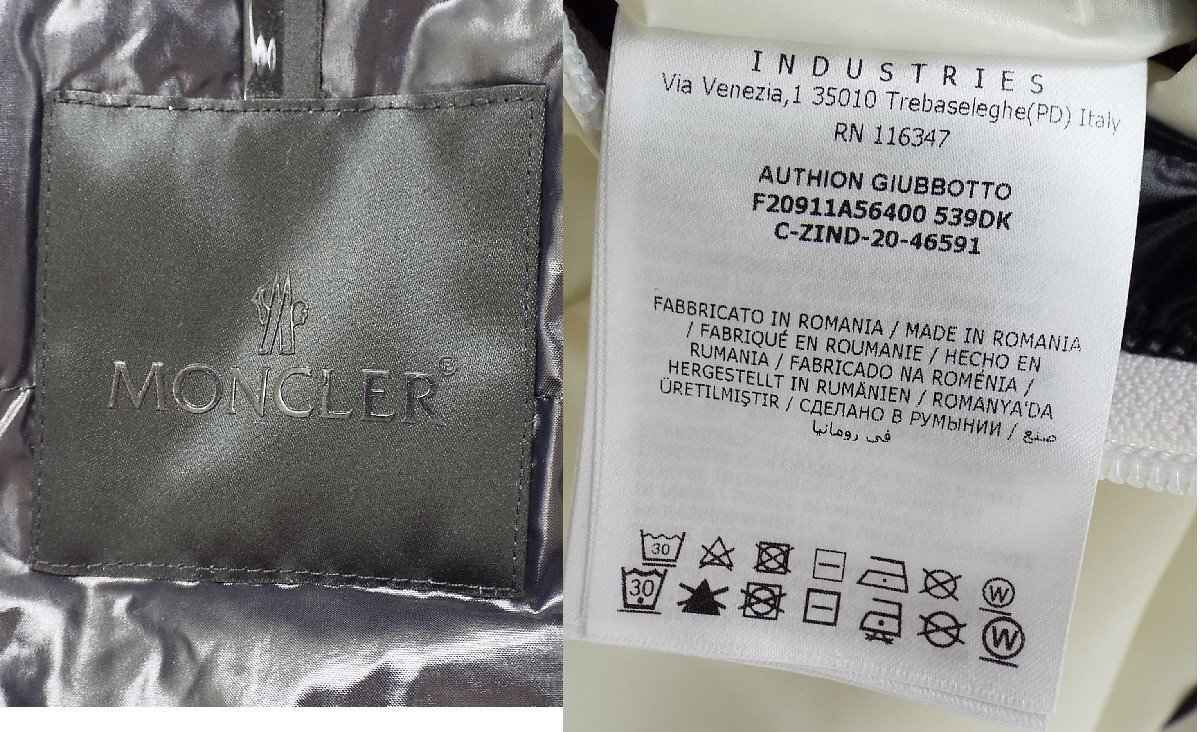 MONCLER®
INDUSTRIES
Via Venezia,1 35010 Trebaseleghe(PD) Italy
RN 116347
AUTHION GIUBBOTTO
F20911A56400 539DK
C-ZIND-20-46591
FABBRICATO IN ROMANIA / MADE IN ROMANIA
/ FABRIQUÉ EN ROUMANIE / HECHO EN
RUMANIA / FABRICADO NA ROMÉNIA /
HERGESTELLT IN RUMÄNIEN / ROMANYA'DA
ÜRETILMIŞTIR / СДЕЛАНО В РУМЫНИИ / صنع
في رومانيا
30 W
30 W